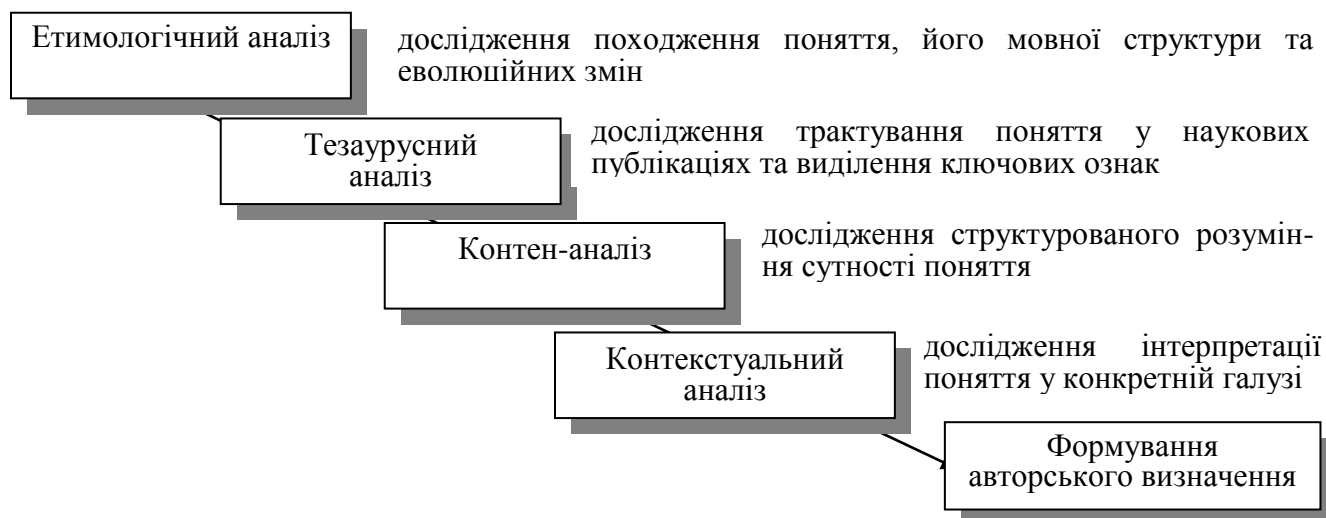 Етимологічний аналіз
дослідження походження поняття, його мовної структури та
еволюційних змін
Тезаурусний
аналіз
дослідження трактування поняття у наукових
публікаціях та виділення ключових ознак
Контен-аналіз
дослідження структурованого розумін-
ня сутності поняття
Контекстуальний
аналіз
дослідження інтерпретації
поняття у конкретній галузі
Формування
авторського визначення